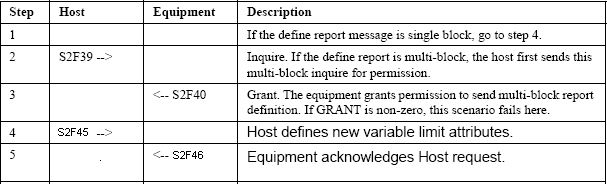 Step Host Equipment Description
1 If the define report message is single block, go to step 4.
2 S2F39 --> Inquire. If the define report is multi-block, the host first sends this
multi-block inquire for permission.
3 <-- S2F40 Grant. The equipment grants permission to send multi-block report
definition. If GRANT is non-zero, this scenario fails here.
4 S2F45 --> Host defines new variable limit attributes.
5 . <-- S2F46 Equipment acknowledges Host request.